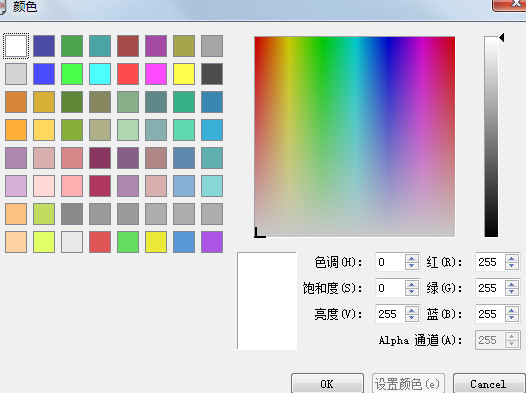 颜色
色调(H): 0 红(R): 255
饱和度(S): 0 绿(G): 255
亮度(V): 255 蓝(B): 255
Alpha 通道(A): 255
OK 设置颜色(e) Cancel